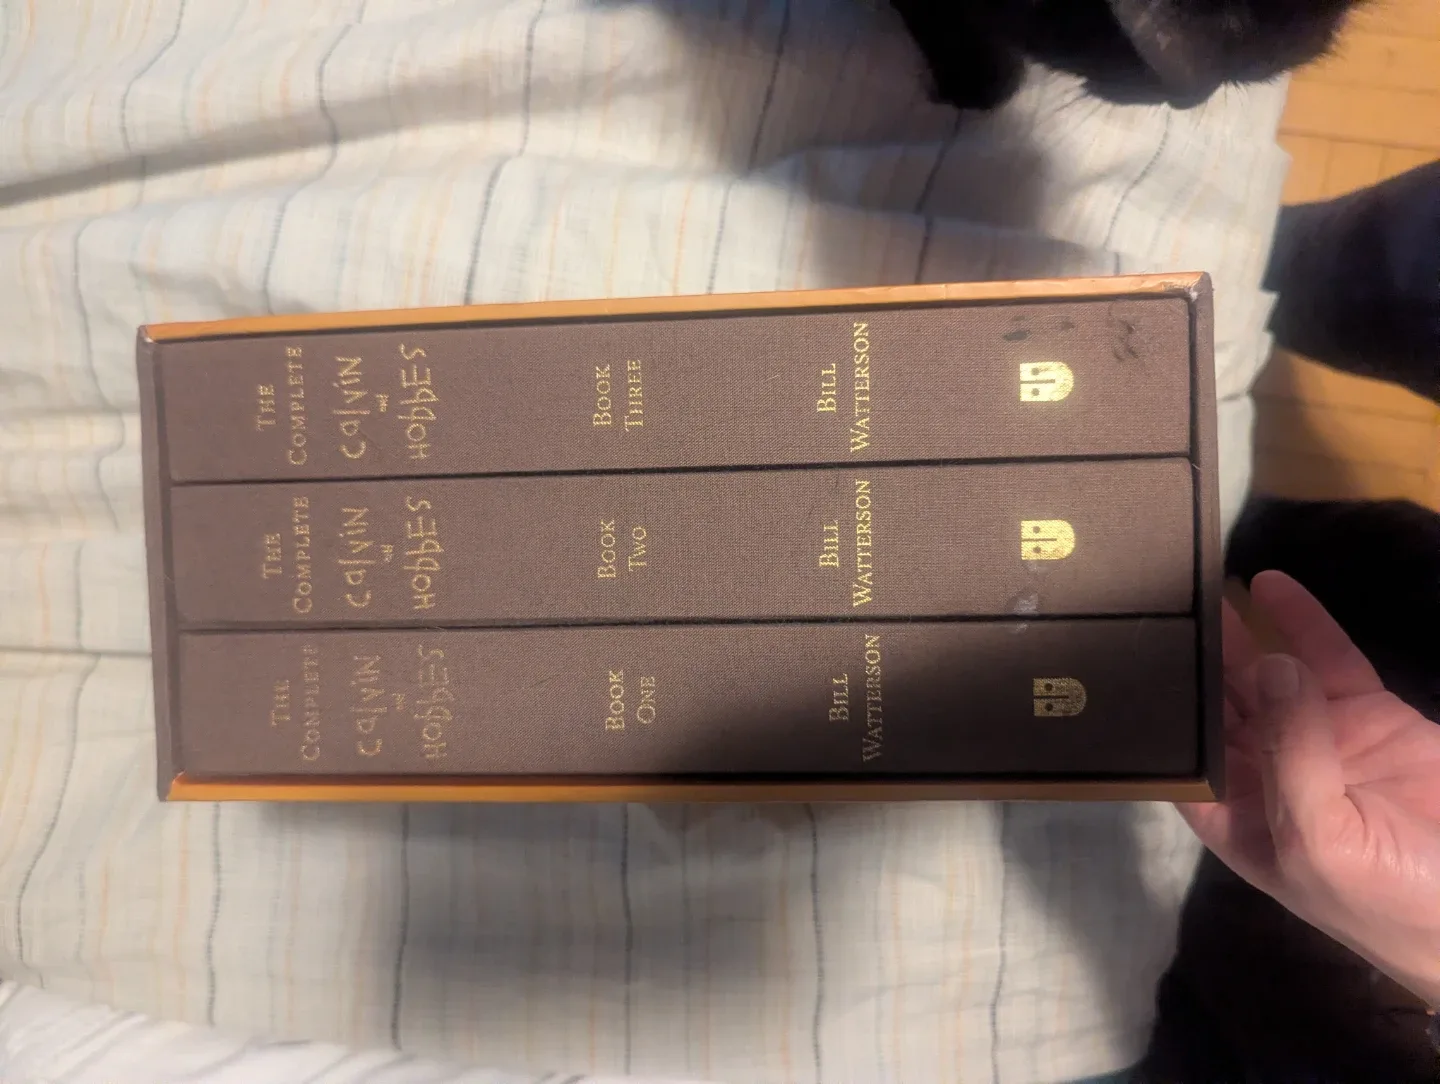 THE
COMPLETE
CalViN
and
HObbES
BOOK
ONE
BILL
WATTERSON
THE
COMPLETE
CalViN
and
HObbES
BOOK
TWO
BILL
WATTERSON
THE
COMPLETE
CalViN
and
HObbES
BOOK
THREE
BILL
WATTERSON